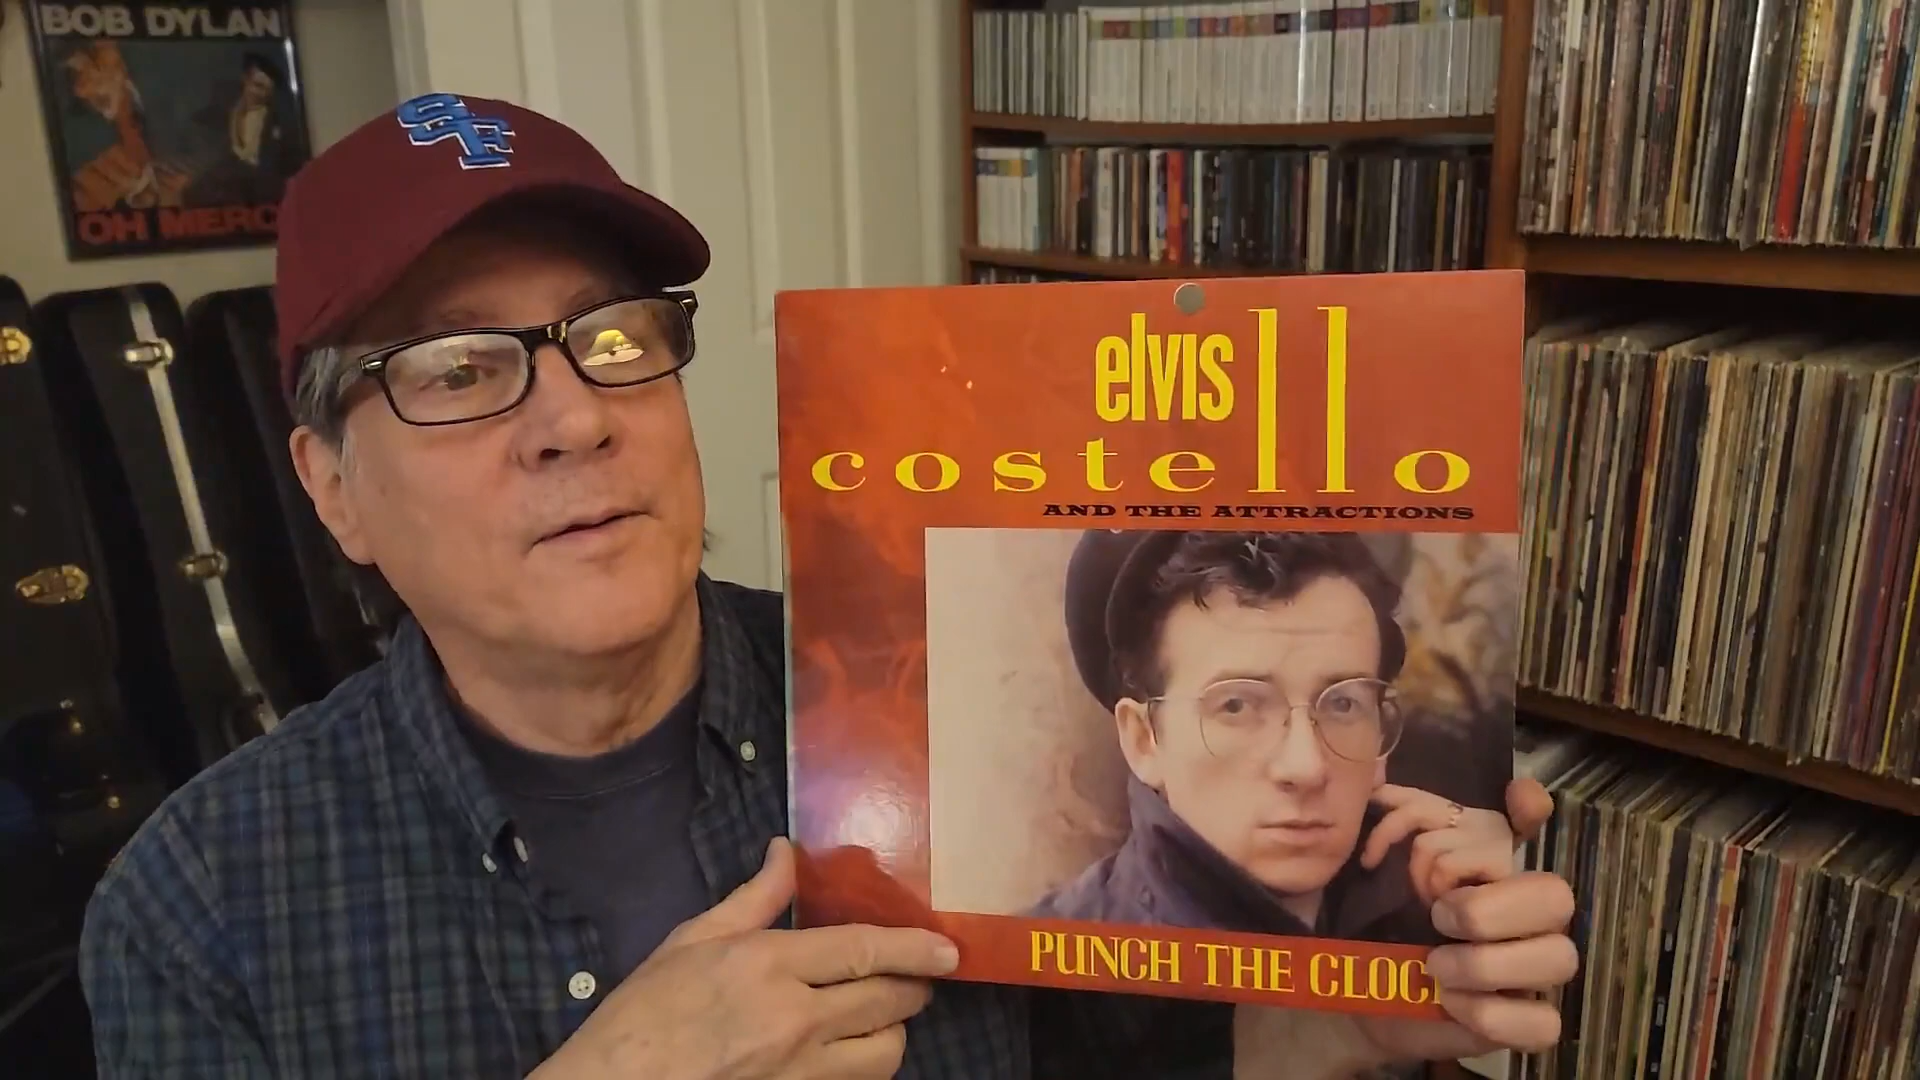 BOB DYLAN
OH MERC
SF
elvis
costello
AND THE ATTRACTIONS
PUNCH THE CLOC